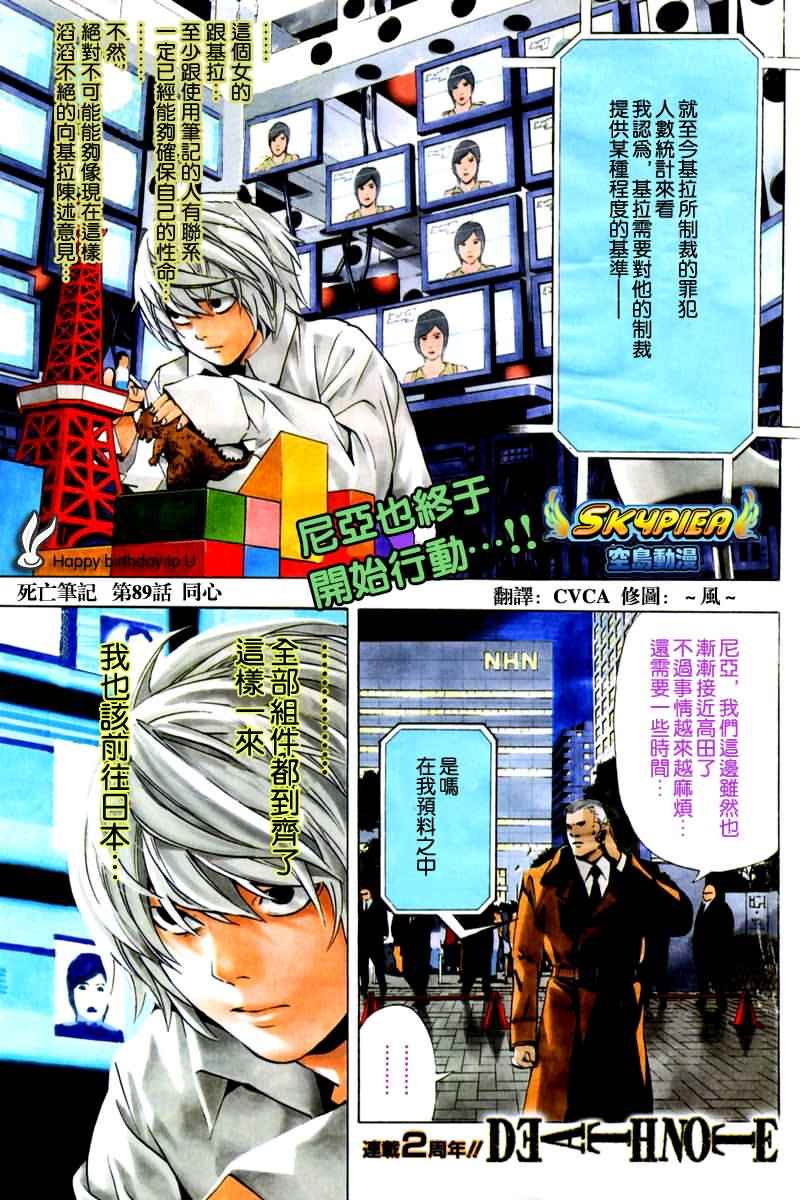 就至今基拉所制裁的罪犯
人數統計來看
我認為，基拉需要對他的制裁
提供某種程度的基準——
………
這個女的
跟基拉…
至少跟使用筆記的人有聯系
一定已經能夠確保自己的性命…
不然，
絕對不可能能夠像現在這樣
滔滔不絕的向基拉陳述意見…
尼亞也終于
開始行動…!!
SKYPIEA
空島動漫
Happy birthday to U
死亡筆記 第89話 同心
翻譯: CVCA 修圖: ~風~
NHN
尼亞，我們這邊雖然也
漸漸接近高田了
不過事情越來越麻煩…
還需要一些時間…
是嗎
在我預料之中
………
…………
全部組件都到齊了
這樣一來
…………
我也該前往日本…
連載2周年!!
DEATH NOTE